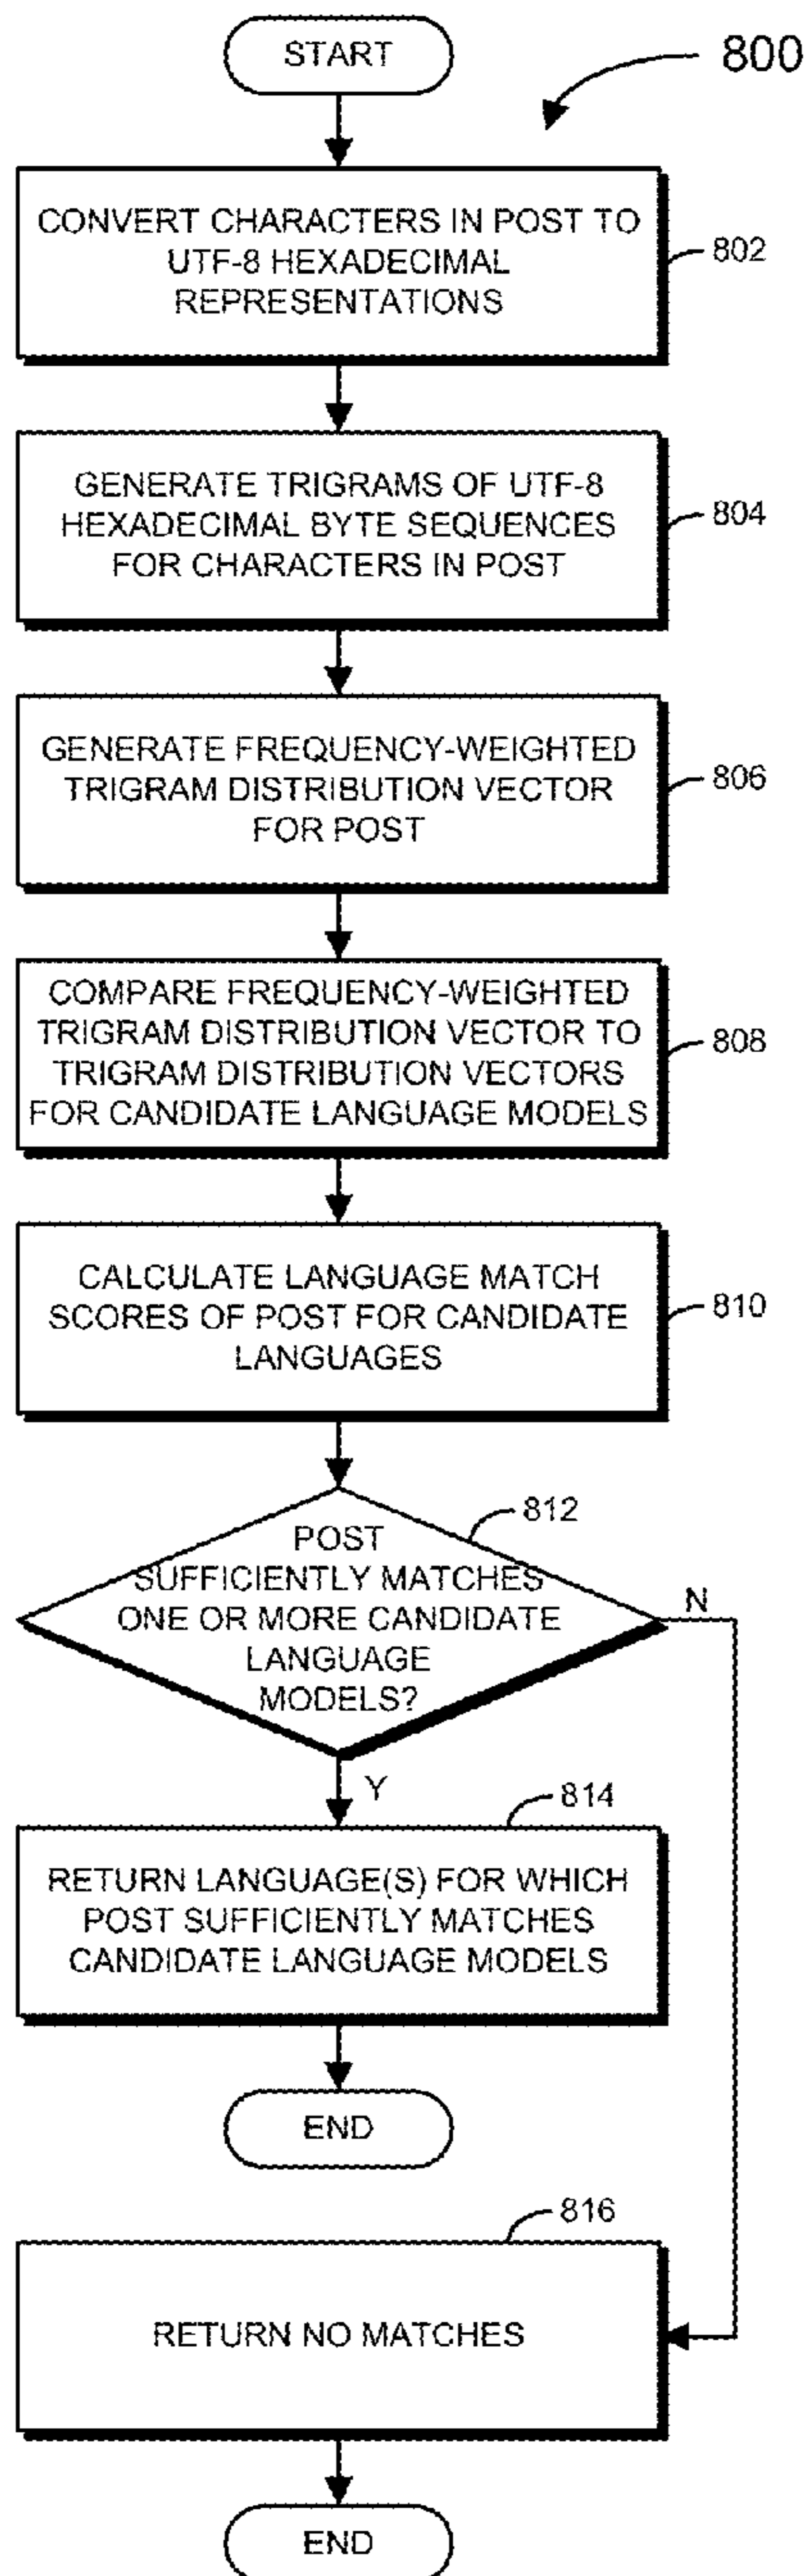 START
800
CONVERT CHARACTERS IN POST TO
UTF-8 HEXADECIMAL
REPRESENTATIONS
802
GENERATE TRIGRAMS OF UTF-8
HEXADECIMAL BYTE SEQUENCES
FOR CHARACTERS IN POST
804
GENERATE FREQUENCY-WEIGHTED
TRIGRAM DISTRIBUTION VECTOR
FOR POST
806
COMPARE FREQUENCY-WEIGHTED
TRIGRAM DISTRIBUTION VECTOR TO
TRIGRAM DISTRIBUTION VECTORS
FOR CANDIDATE LANGUAGE MODELS
808
CALCULATE LANGUAGE MATCH
SCORES OF POST FOR CANDIDATE
LANGUAGES
810
812
POST
SUFFICIENTLY MATCHES
ONE OR MORE CANDIDATE
LANGUAGE
MODELS?
N
Y
814
RETURN LANGUAGE(S) FOR WHICH
POST SUFFICIENTLY MATCHES
CANDIDATE LANGUAGE MODELS
END
816
RETURN NO MATCHES
END